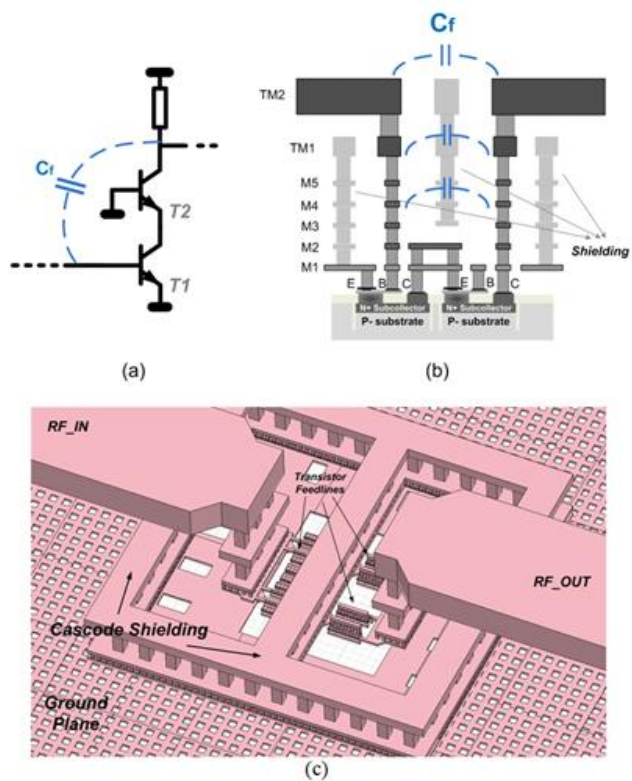 Cf
T2
T1
(a)
Cf
TM2
TM1
M5
M4
M3
M2
M1
Shielding
E B C E B C
N+ Subcollector N+ Subcollector
P- substrate P- substrate
(b)
RF_IN
Transistor
Feedlines
RF_OUT
Cascode Shielding
Ground
Plane
(c)